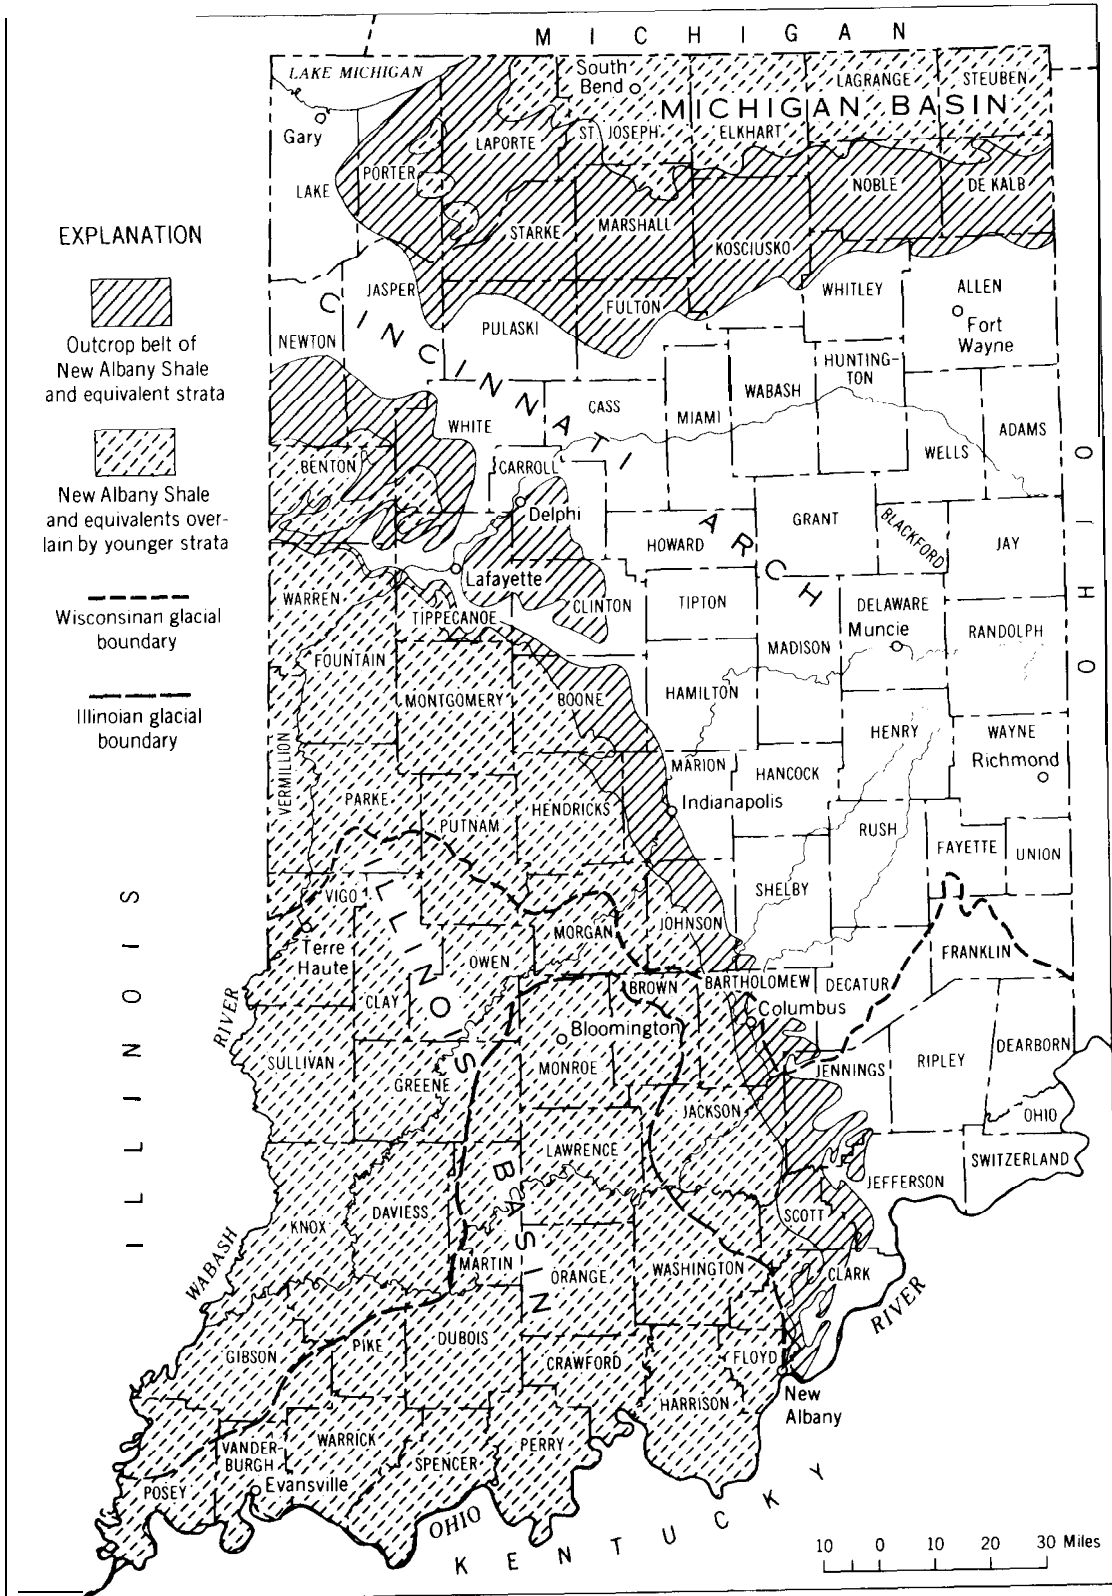 MICHIGAN
LAKE MICHIGAN
South
Bend
LAGRANGE
STEUBEN
MICHIGAN BASIN
Gary
LAPORTE
ST JOSEPH
ELKHART
LAKE
PORTER
NOBLE
DE KALB
STARKE
MARSHALL
KOSCIUSKO
EXPLANATION
Outcrop belt of
New Albany Shale
and equivalent strata
New Albany Shale
and equivalents over-
lain by younger strata
Wisconsinan glacial
boundary
Illinoian glacial
boundary
JASPER
FULTON
WHITLEY
ALLEN
Fort
Wayne
NEWTON
PULASKI
CINCINNATI
ARCH
HUNTING-
TON
WABASH
WHITE
CASS
MIAMI
ADAMS
WELLS
BENTON
CARROLL
Delphi
GRANT
BLACKFORD
HOWARD
JAY
OHIO
Lafayette
WARREN
TIPPECANOE
CLINTON
TIPTON
DELAWARE
Muncie
RANDOLPH
MADISON
FOUNTAIN
MONTGOMERY
BOONE
HAMILTON
HENRY
WAYNE
Richmond
VERMILLION
MARION
HANCOCK
PARKE
PUTNAM
HENDRICKS
Indianapolis
RUSH
FAYETTE
UNION
ILLINOIS
VIGO
SHELBY
ILLINOIS
BASIN
Terre
Haute
MORGAN
JOHNSON
OWEN
FRANKLIN
CLAY
BROWN
BARTHOLOMEW
DECATUR
Columbus
WABASH
RIVER
SULLIVAN
Bloomington
GREENE
MONROE
JENNINGS
RIPLEY
DEARBORN
JACKSON
OHIO
LAWRENCE
SWITZERLAND
JEFFERSON
KNOX
DAVIESS
SCOTT
MARTIN
ORANGE
WASHINGTON
CLARK
RIVER
GIBSON
PIKE
DUBOIS
CRAWFORD
FLOYD
HARRISON
New
Albany
VANDER-
BURGH
WARRICK
SPENCER
PERRY
POSEY
Evansville
OHIO
KENTUCKY
10 0 10 20 30 Miles